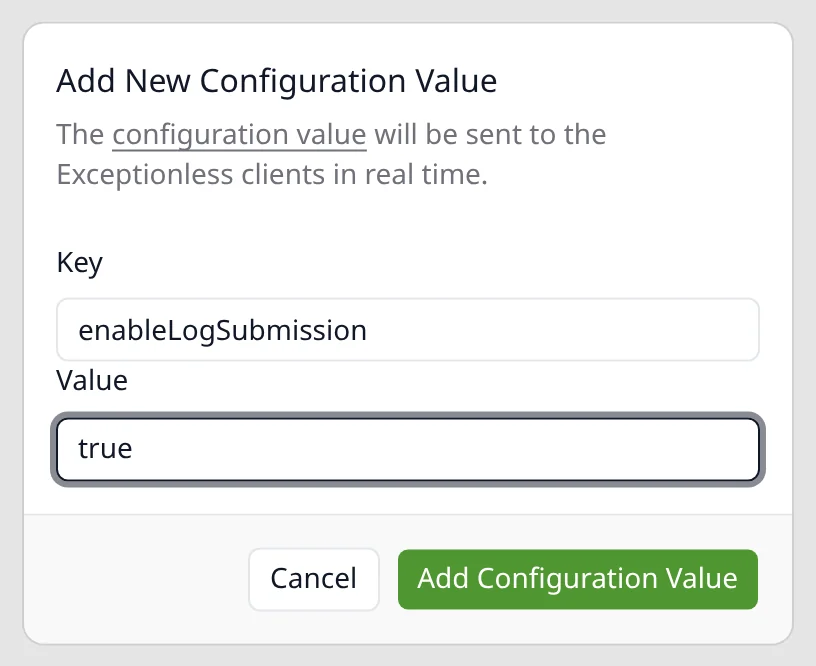 Add New Configuration Value
The configuration value will be sent to the
Exceptionless clients in real time.
Key
enableLogSubmission
Value
true
Cancel
Add Configuration Value